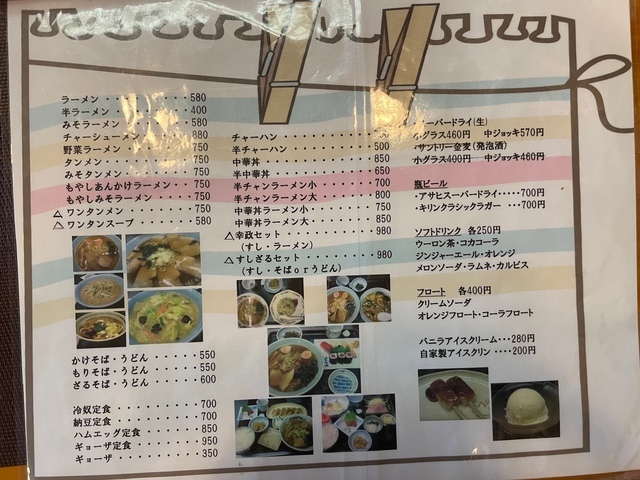 ラーメン・・・・・・・・・580
半ラーメン・・・・・・・・400
みそラーメン・・・・・・・580
チャーシューメン・・・・・880
野菜ラーメン・・・・・・・750
タンメン・・・・・・・・・750
みそタンメン・・・・・・・750
もやしあんかけラーメン・・750
もやしみそラーメン・・・・750
△ワンタンメン・・・・・・750
△ワンタンスープ・・・・・580
かけそば・うどん・・・・・550
もりそば・うどん・・・・・550
ざるそば・うどん・・・・・600
冷奴定食・・・・・・・・・700
納豆定食・・・・・・・・・700
ハムエッグ定食・・・・・・850
ギョーザ定食・・・・・・・950
ギョーザ・・・・・・・・・350
チャーハン・・・・・・・・
半チャーハン・・・・・・・500
中華丼・・・・・・・・・・850
半中華丼・・・・・・・・・650
半チャンラーメン小・・・・700
半チャンラーメン大・・・・800
中華丼ラーメン小・・・・・750
中華丼ラーメン大・・・・・850
△幸政セット・・・・・・・980
(すし・ラーメン)
△すしざるセット・・・・・980
(すし・そばorうどん)
ーパードライ(生)
小グラス460円 中ジョッキ570円
・サントリー金麦(発泡酒)
小グラス400円 中ジョッキ460円
瓶ビール
・アサヒスーパードライ・・・・・700円
・キリンクラシックラガー ・・・700円
ソフトドリンク 各250円
ウーロン茶・コカコーラ
ジンジャーエール・オレンジ
メロンソーダ・ラムネ・カルピス
フロート 各400円
クリームソーダ
オレンジフロート・コーラフロート
バニラアイスクリーム・・・280円
自家製アイスクリン・・・・200円